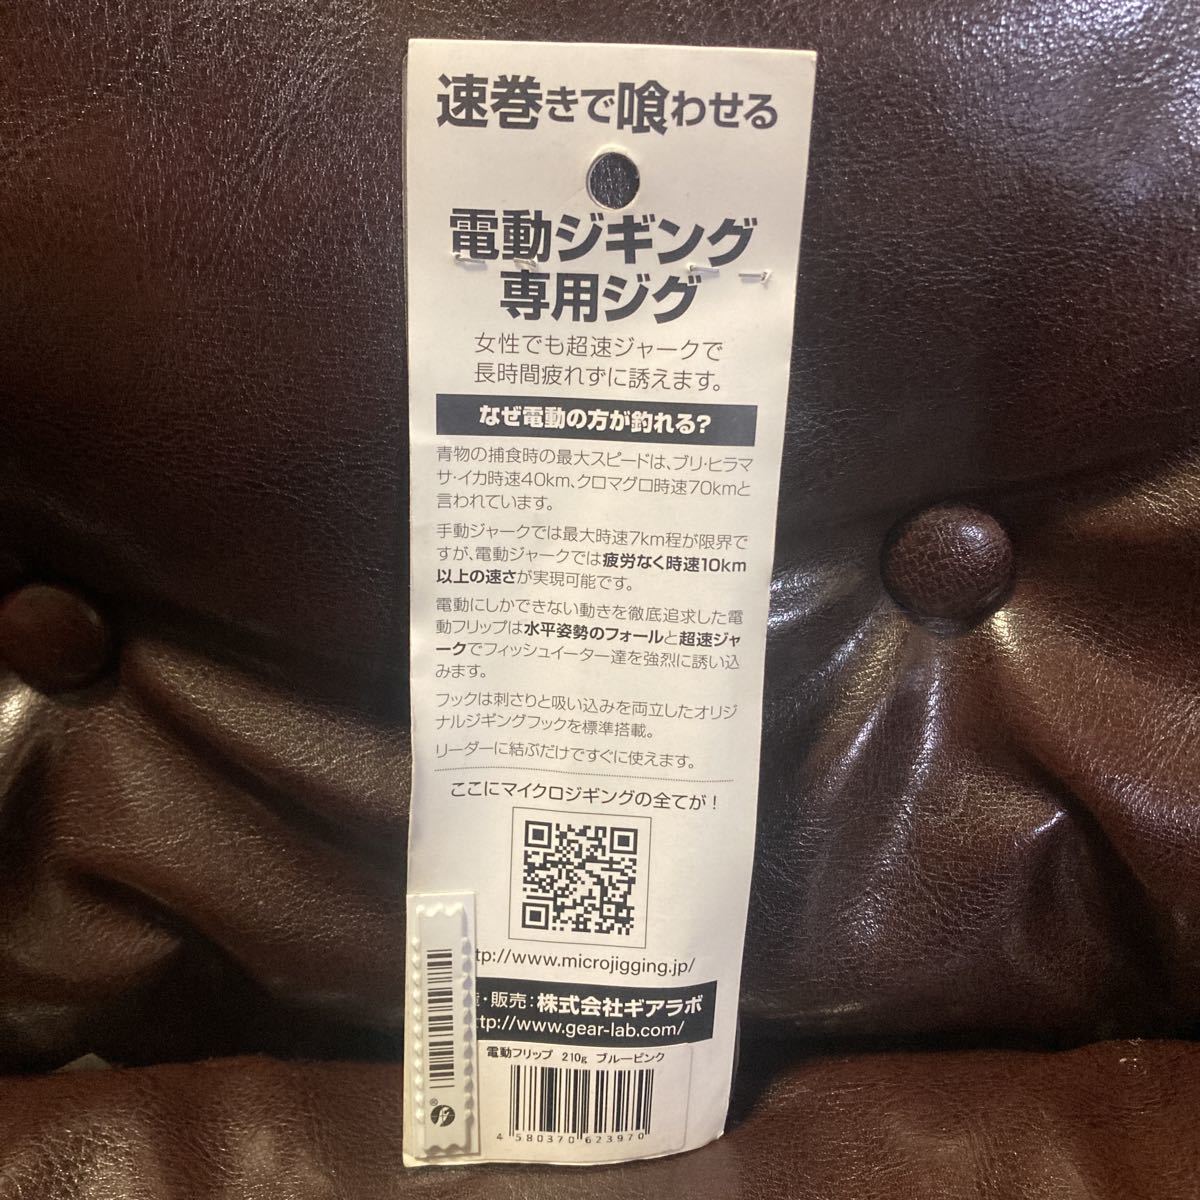 速巻きで喰わせる
電動ジギング
専用ジグ
女性でも超速ジャークで
長時間疲れずに誘えます。
なぜ電動の方が釣れる?
青物の捕食時の最大スピードは、ブリ・ヒラマ
サ・イカ時速40km、クロマグロ時速70kmと
言われています。
手動ジャークでは最大時速7km程が限界で
すが、電動ジャークでは疲労なく時速10km
以上の速さが実現可能です。
電動にしかできない動きを徹底追求した電
動フリップは水平姿勢のフォールと超速ジャ
ークでフィッシュイーター達を強烈に誘い込
みます。
フックは刺さりと吸い込みを両立したオリジ
ナルジギングフックを標準搭載。
リーダーに結ぶだけですぐに使えます。
ここにマイクロジギングの全てが!
tp://www.microjigging.jp/
・販売:株式会社ギアラボ
ttp://www.gear-lab.com/
電動フリップ 210g ブルーピンク
4 580370 623970